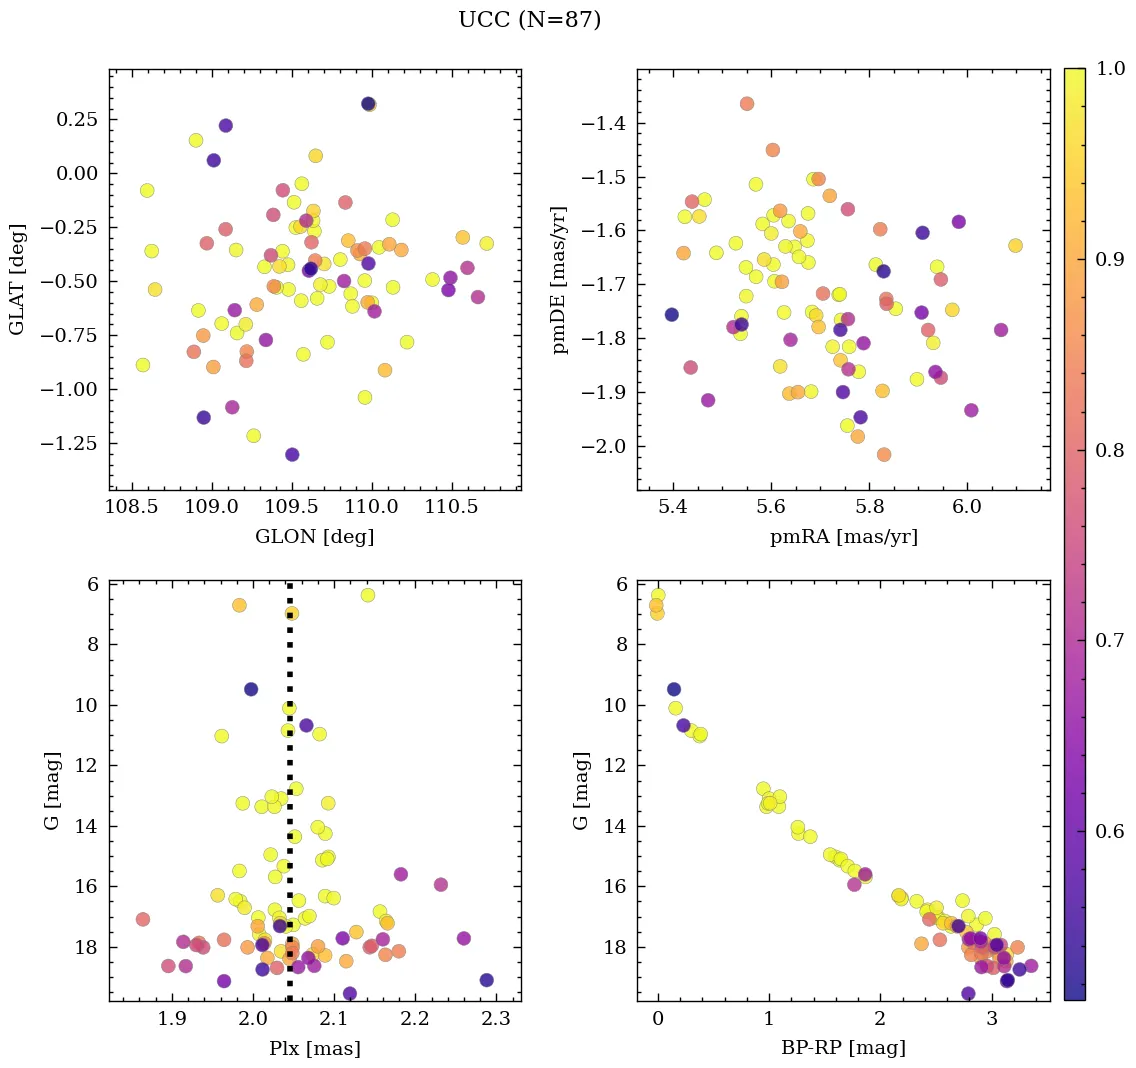 UCC (N=87)
0.25
0.00
−0.25
−0.50
−0.75
−1.00
−1.25
GLAT [deg]
108.5 109.0 109.5 110.0 110.5
GLON [deg]
−1.4
−1.5
−1.6
−1.7
−1.8
−1.9
−2.0
pmDE [mas/yr]
5.4 5.6 5.8 6.0
pmRA [mas/yr]
1.0
0.9
0.8
0.7
0.6
6
8
10
12
14
16
18
G [mag]
1.9 2.0 2.1 2.2 2.3
Plx [mas]
6
8
10
12
14
16
18
G [mag]
0 1 2 3
BP-RP [mag]